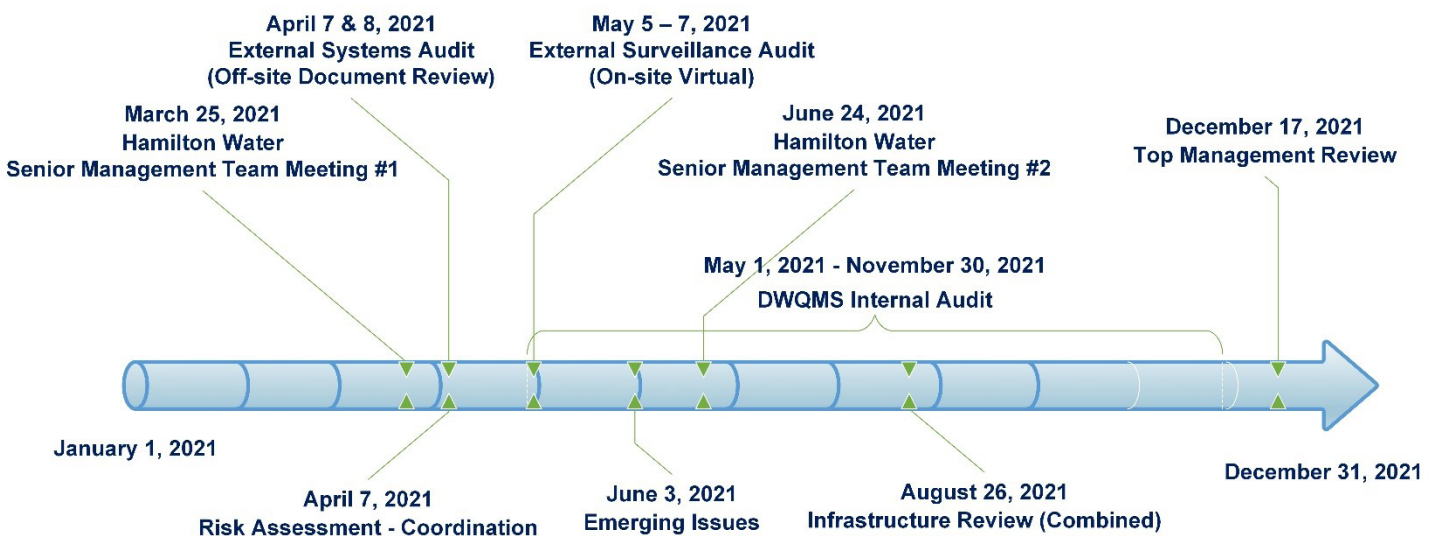 April 7 & 8, 2021
External Systems Audit
(Off-site Document Review)
May 5 – 7, 2021
External Surveillance Audit
(On-site Virtual)
March 25, 2021
Hamilton Water
Senior Management Team Meeting #1
June 24, 2021
Hamilton Water
Senior Management Team Meeting #2
December 17, 2021
Top Management Review
May 1, 2021 - November 30, 2021
DWQMS Internal Audit
January 1, 2021
December 31, 2021
April 7, 2021
Risk Assessment - Coordination
June 3, 2021
Emerging Issues
August 26, 2021
Infrastructure Review (Combined)